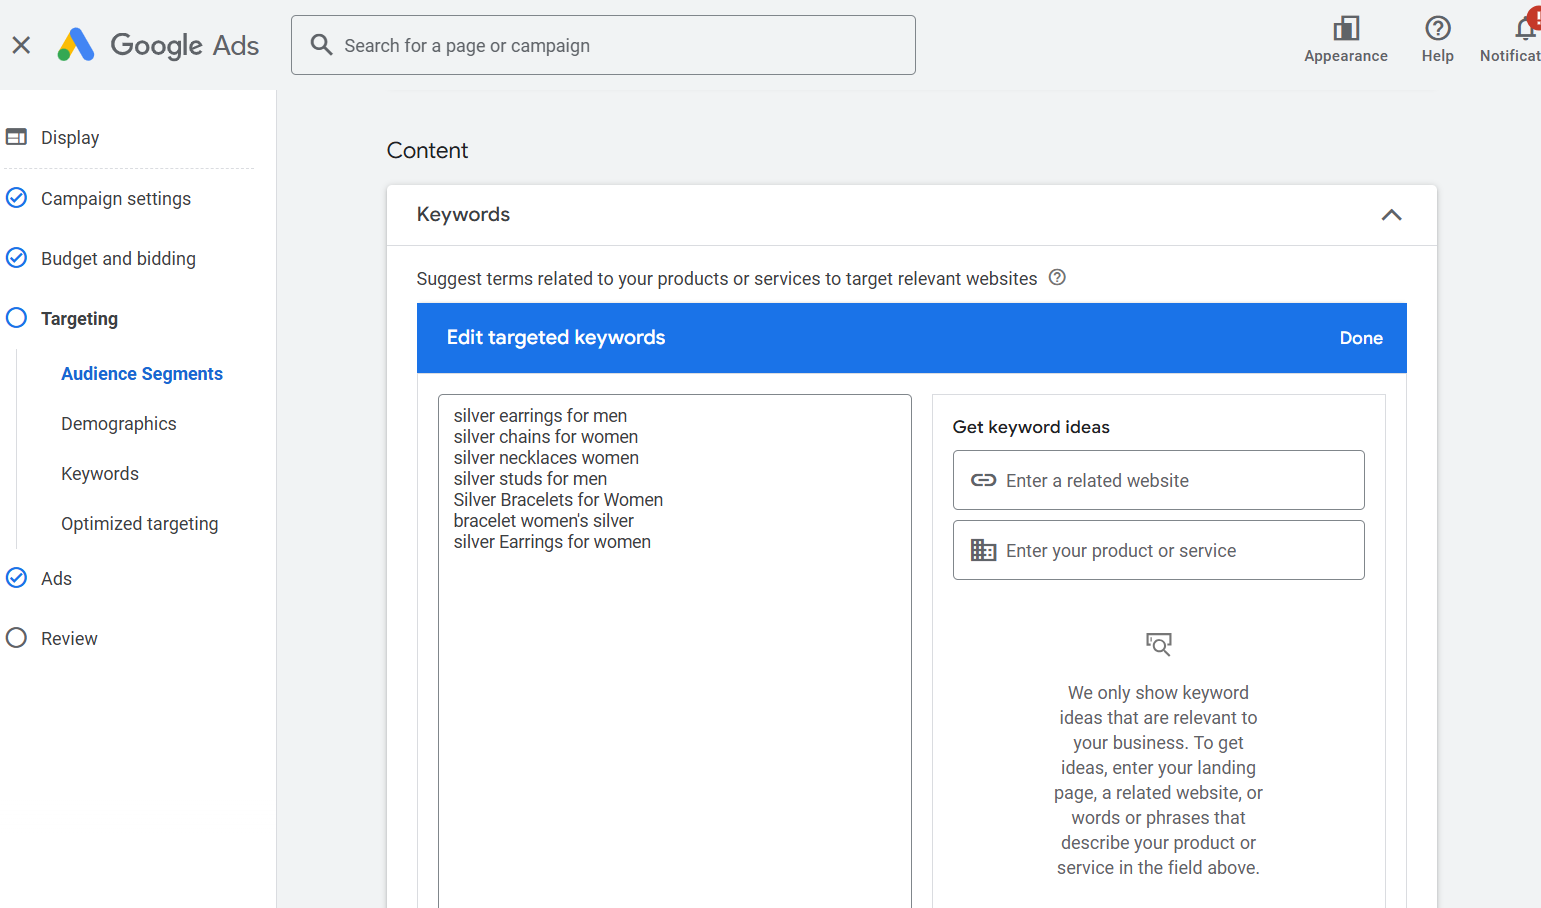 Google Ads
Search for a page or campaign
Appearance
Help
Notificat
Display
Campaign settings
Budget and bidding
Targeting
Audience Segments
Demographics
Keywords
Optimized targeting
Ads
Review
Content
Keywords
Suggest terms related to your products or services to target relevant websites
Edit targeted keywords
Done
silver earrings for men
silver chains for women
silver necklaces women
silver studs for men
Silver Bracelets for Women
bracelet women's silver
silver Earrings for women
Get keyword ideas
Enter a related website
Enter your product or service
We only show keyword
ideas that are relevant to
your business. To get
ideas, enter your landing
page, a related website, or
words or phrases that
describe your product or
service in the field above.